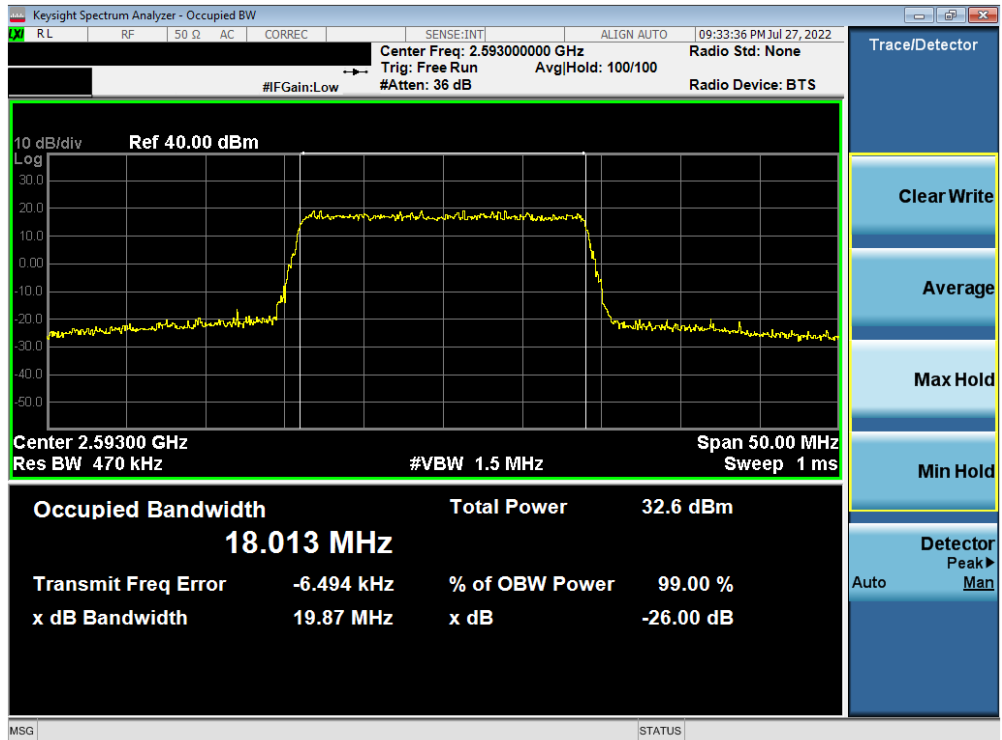 Keysight Spectrum Analyzer - Occupied BW
LXI RL RF 50 Ω AC CORREC SENSE:INT ALIGN AUTO 09:33:36 PM Jul 27, 2022
Center Freq: 2.593000000 GHz Radio Std: None
Trig: Free Run Avg|Hold: 100/100
#IFGain:Low #Atten: 36 dB Radio Device: BTS
10 dB/div Ref 40.00 dBm
Log
30.0
20.0
10.0
0.00
-10.0
-20.0
-30.0
-40.0
-50.0
Center 2.59300 GHz Span 50.00 MHz
Res BW 470 kHz #VBW 1.5 MHz Sweep 1 ms
Occupied Bandwidth Total Power 32.6 dBm
18.013 MHz
Transmit Freq Error -6.494 kHz % of OBW Power 99.00 %
x dB Bandwidth 19.87 MHz x dB -26.00 dB
Trace/Detector
Clear Write
Average
Max Hold
Min Hold
Detector
Peak▶
Auto Man
MSG STATUS